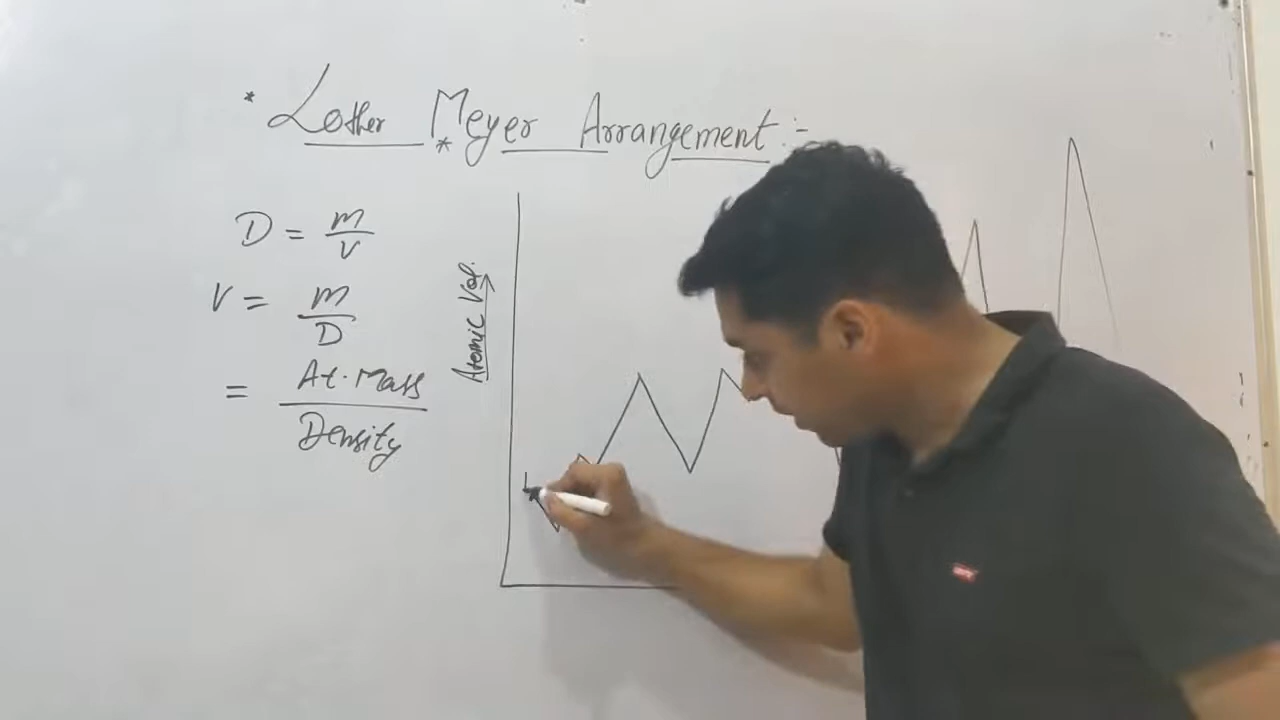 * Lother Meyer Arrangement :-
*
D = m/v
V = m/D
= At. Mass/Density
Atomic Vol. →